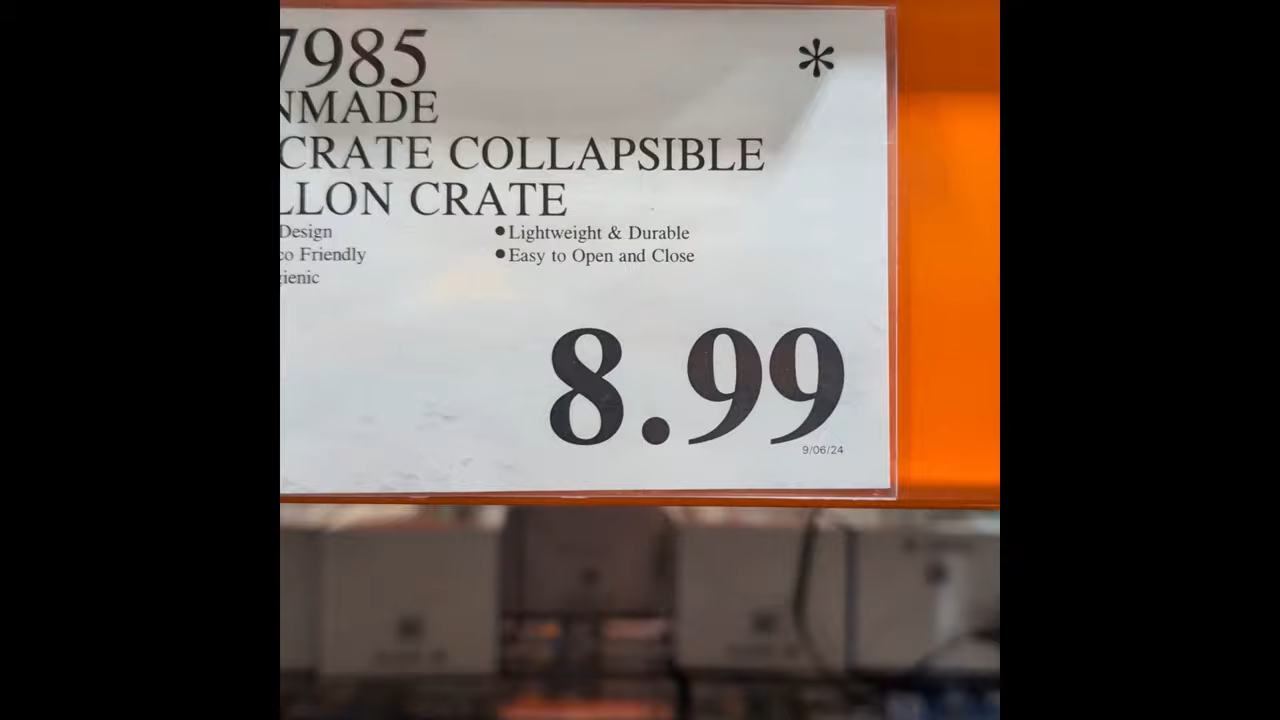 7985
*
NMADE
CRATE COLLAPSIBLE
LLON CRATE
Design
co Friendly
gienic
● Lightweight & Durable
● Easy to Open and Close
8.99
9/06/24